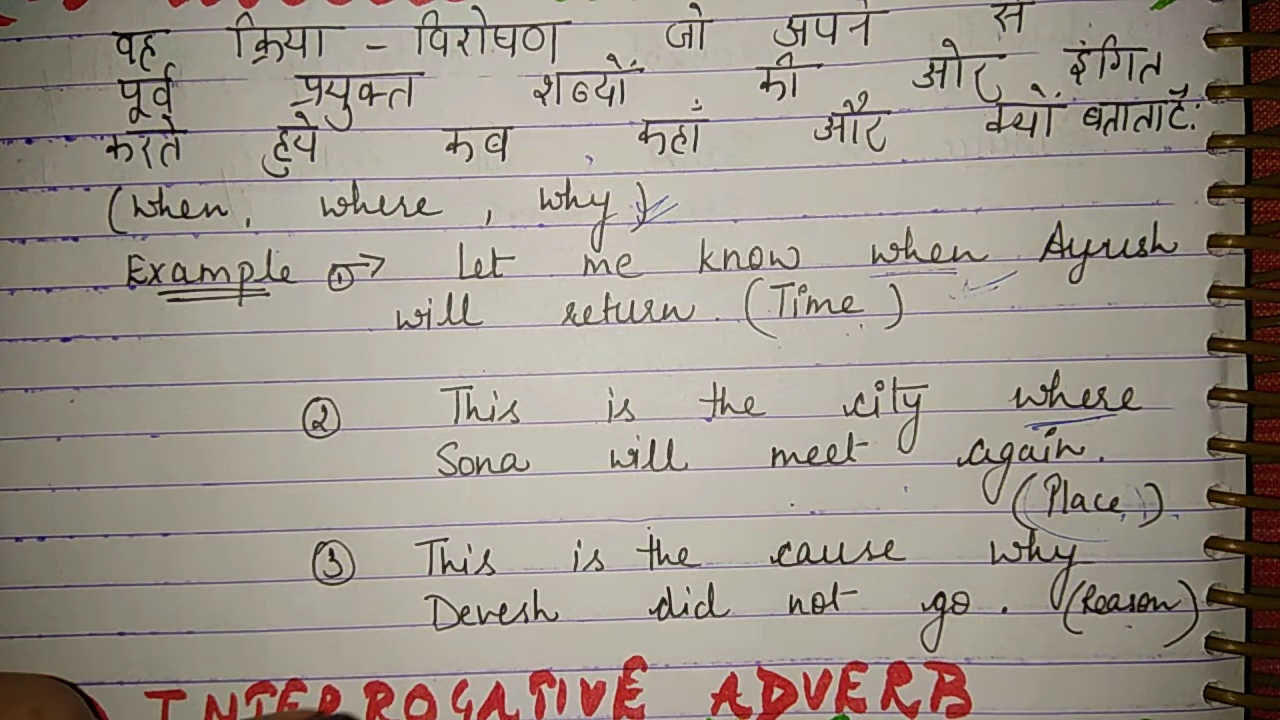 वह क्रिया - विशेषण जो अपने से
पूर्व प्रयुक्त शब्दों की ओर इंगित
करते हुये कब , कहाँ और क्यों बताता है:
(When, where, why)
Example ① → Let me know when Ayush
will return. (Time)
② This is the city where
Sona will meet again.
(Place)
③ This is the cause why
Devesh did not go. (Reason)
INTERROGATIVE ADVERB